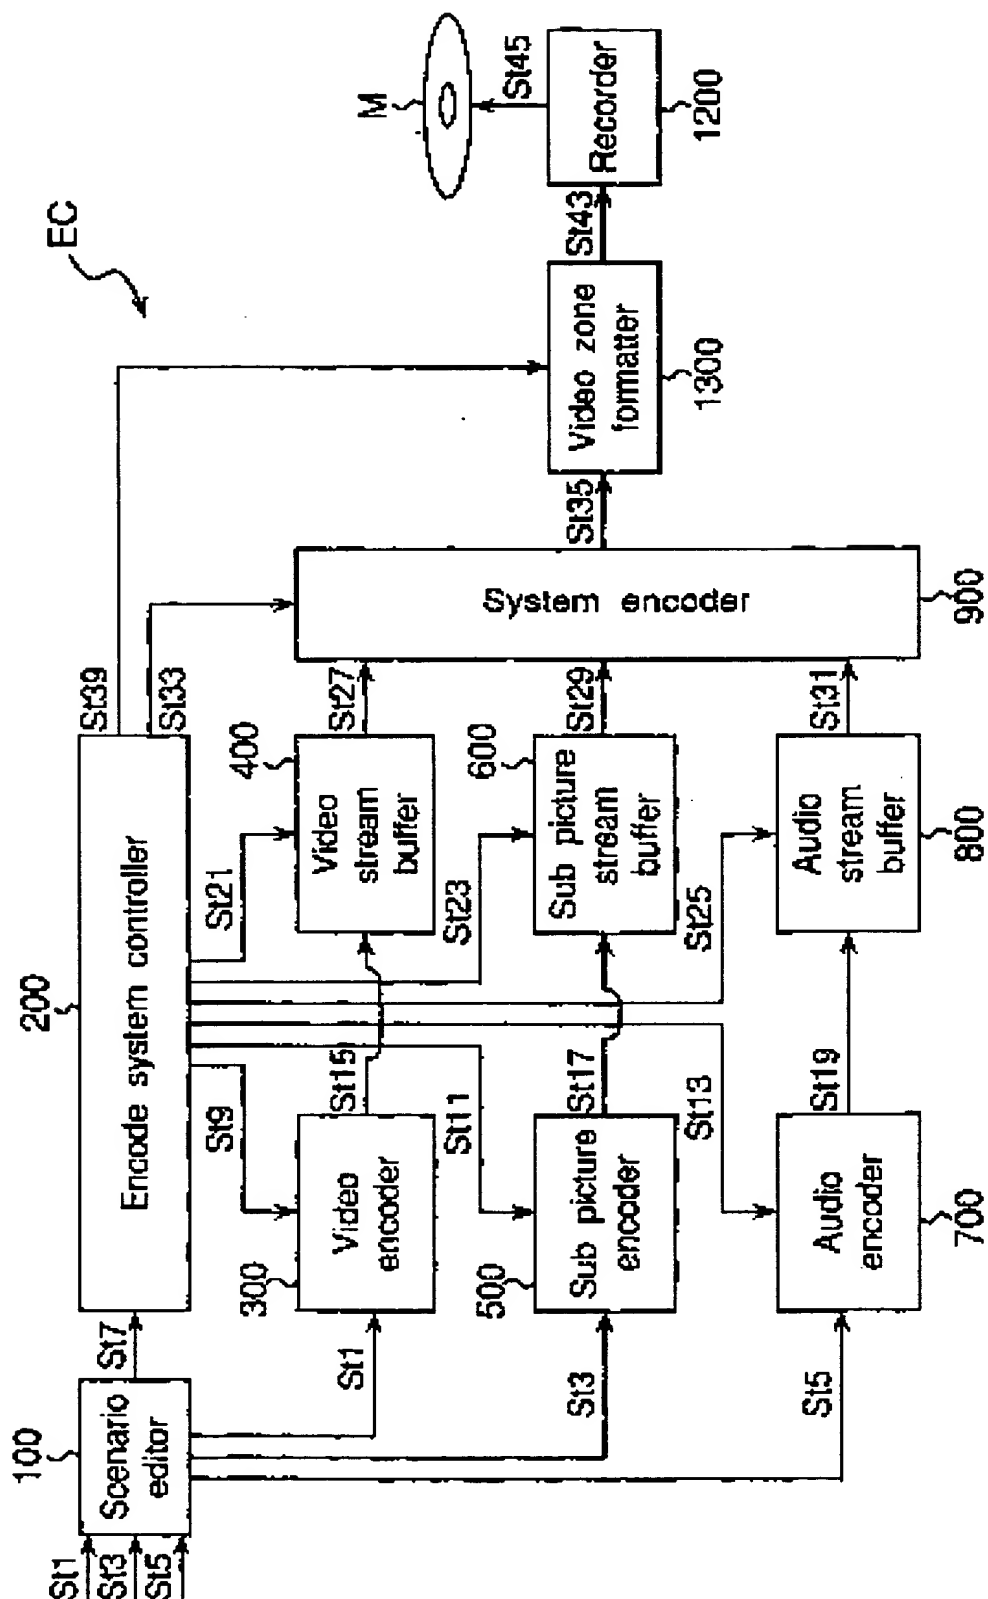 EC
M
St45
Recorder
1200
St43
Video zone
formatter
1300
St35
System encoder
900
St39
St33
St27
St29
St31
400
Video
stream
buffer
600
Sub picture
stream
buffer
Audio
stream
buffer
800
200
Encode system controller
St21
St23
St25
St9
St15
St11
St17
St13
St19
Video
encoder
300
Sub picture
encoder
500
Audio
encoder
700
St7
St1
St3
St5
100
Scenario
editor
St1
St3
St5